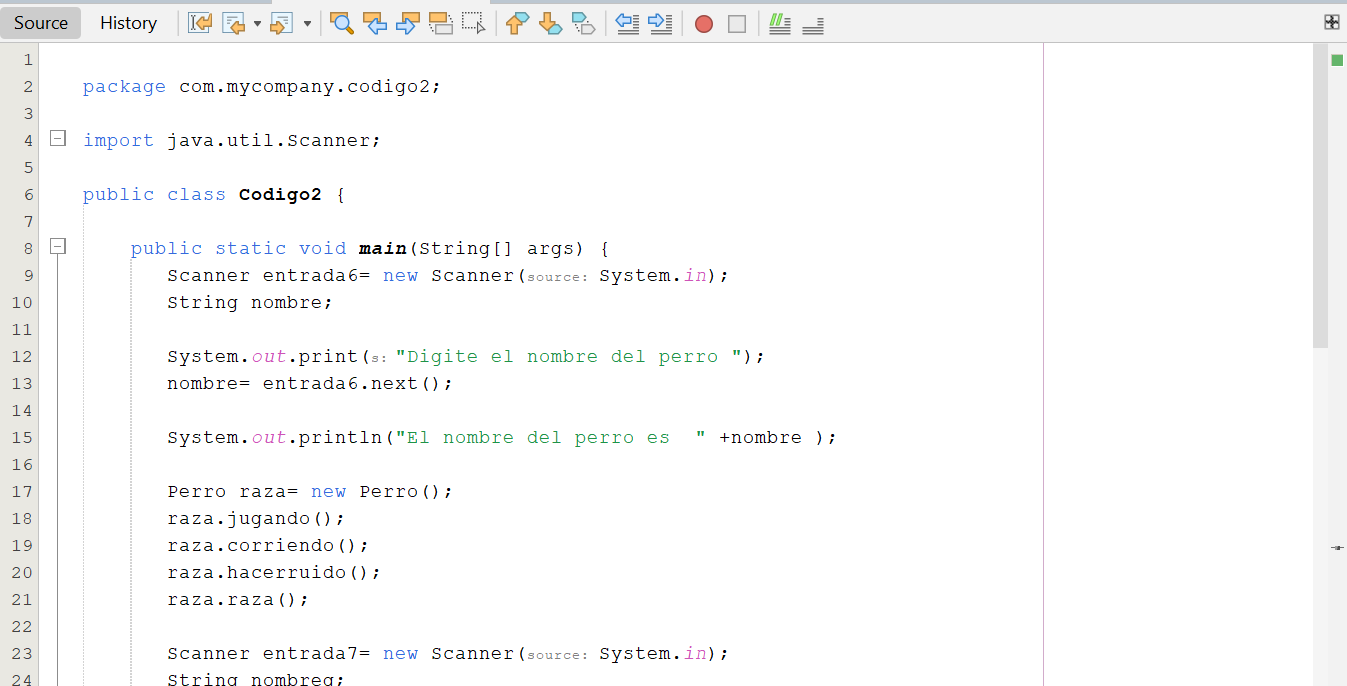 Source History
1
2 package com.mycompany.codigo2;
3
4 import java.util.Scanner;
5
6 public class Codigo2 {
7
8 public static void main(String[] args) {
9 Scanner entrada6= new Scanner(source: System.in);
10 String nombre;
11
12 System.out.print(s: "Digite el nombre del perro ");
13 nombre= entrada6.next();
14
15 System.out.println("El nombre del perro es  " +nombre );
16
17 Perro raza= new Perro();
18 raza.jugando();
19 raza.corriendo();
20 raza.hacerruido();
21 raza.raza();
22
23 Scanner entrada7= new Scanner(source: System.in);
24 String nombreg;